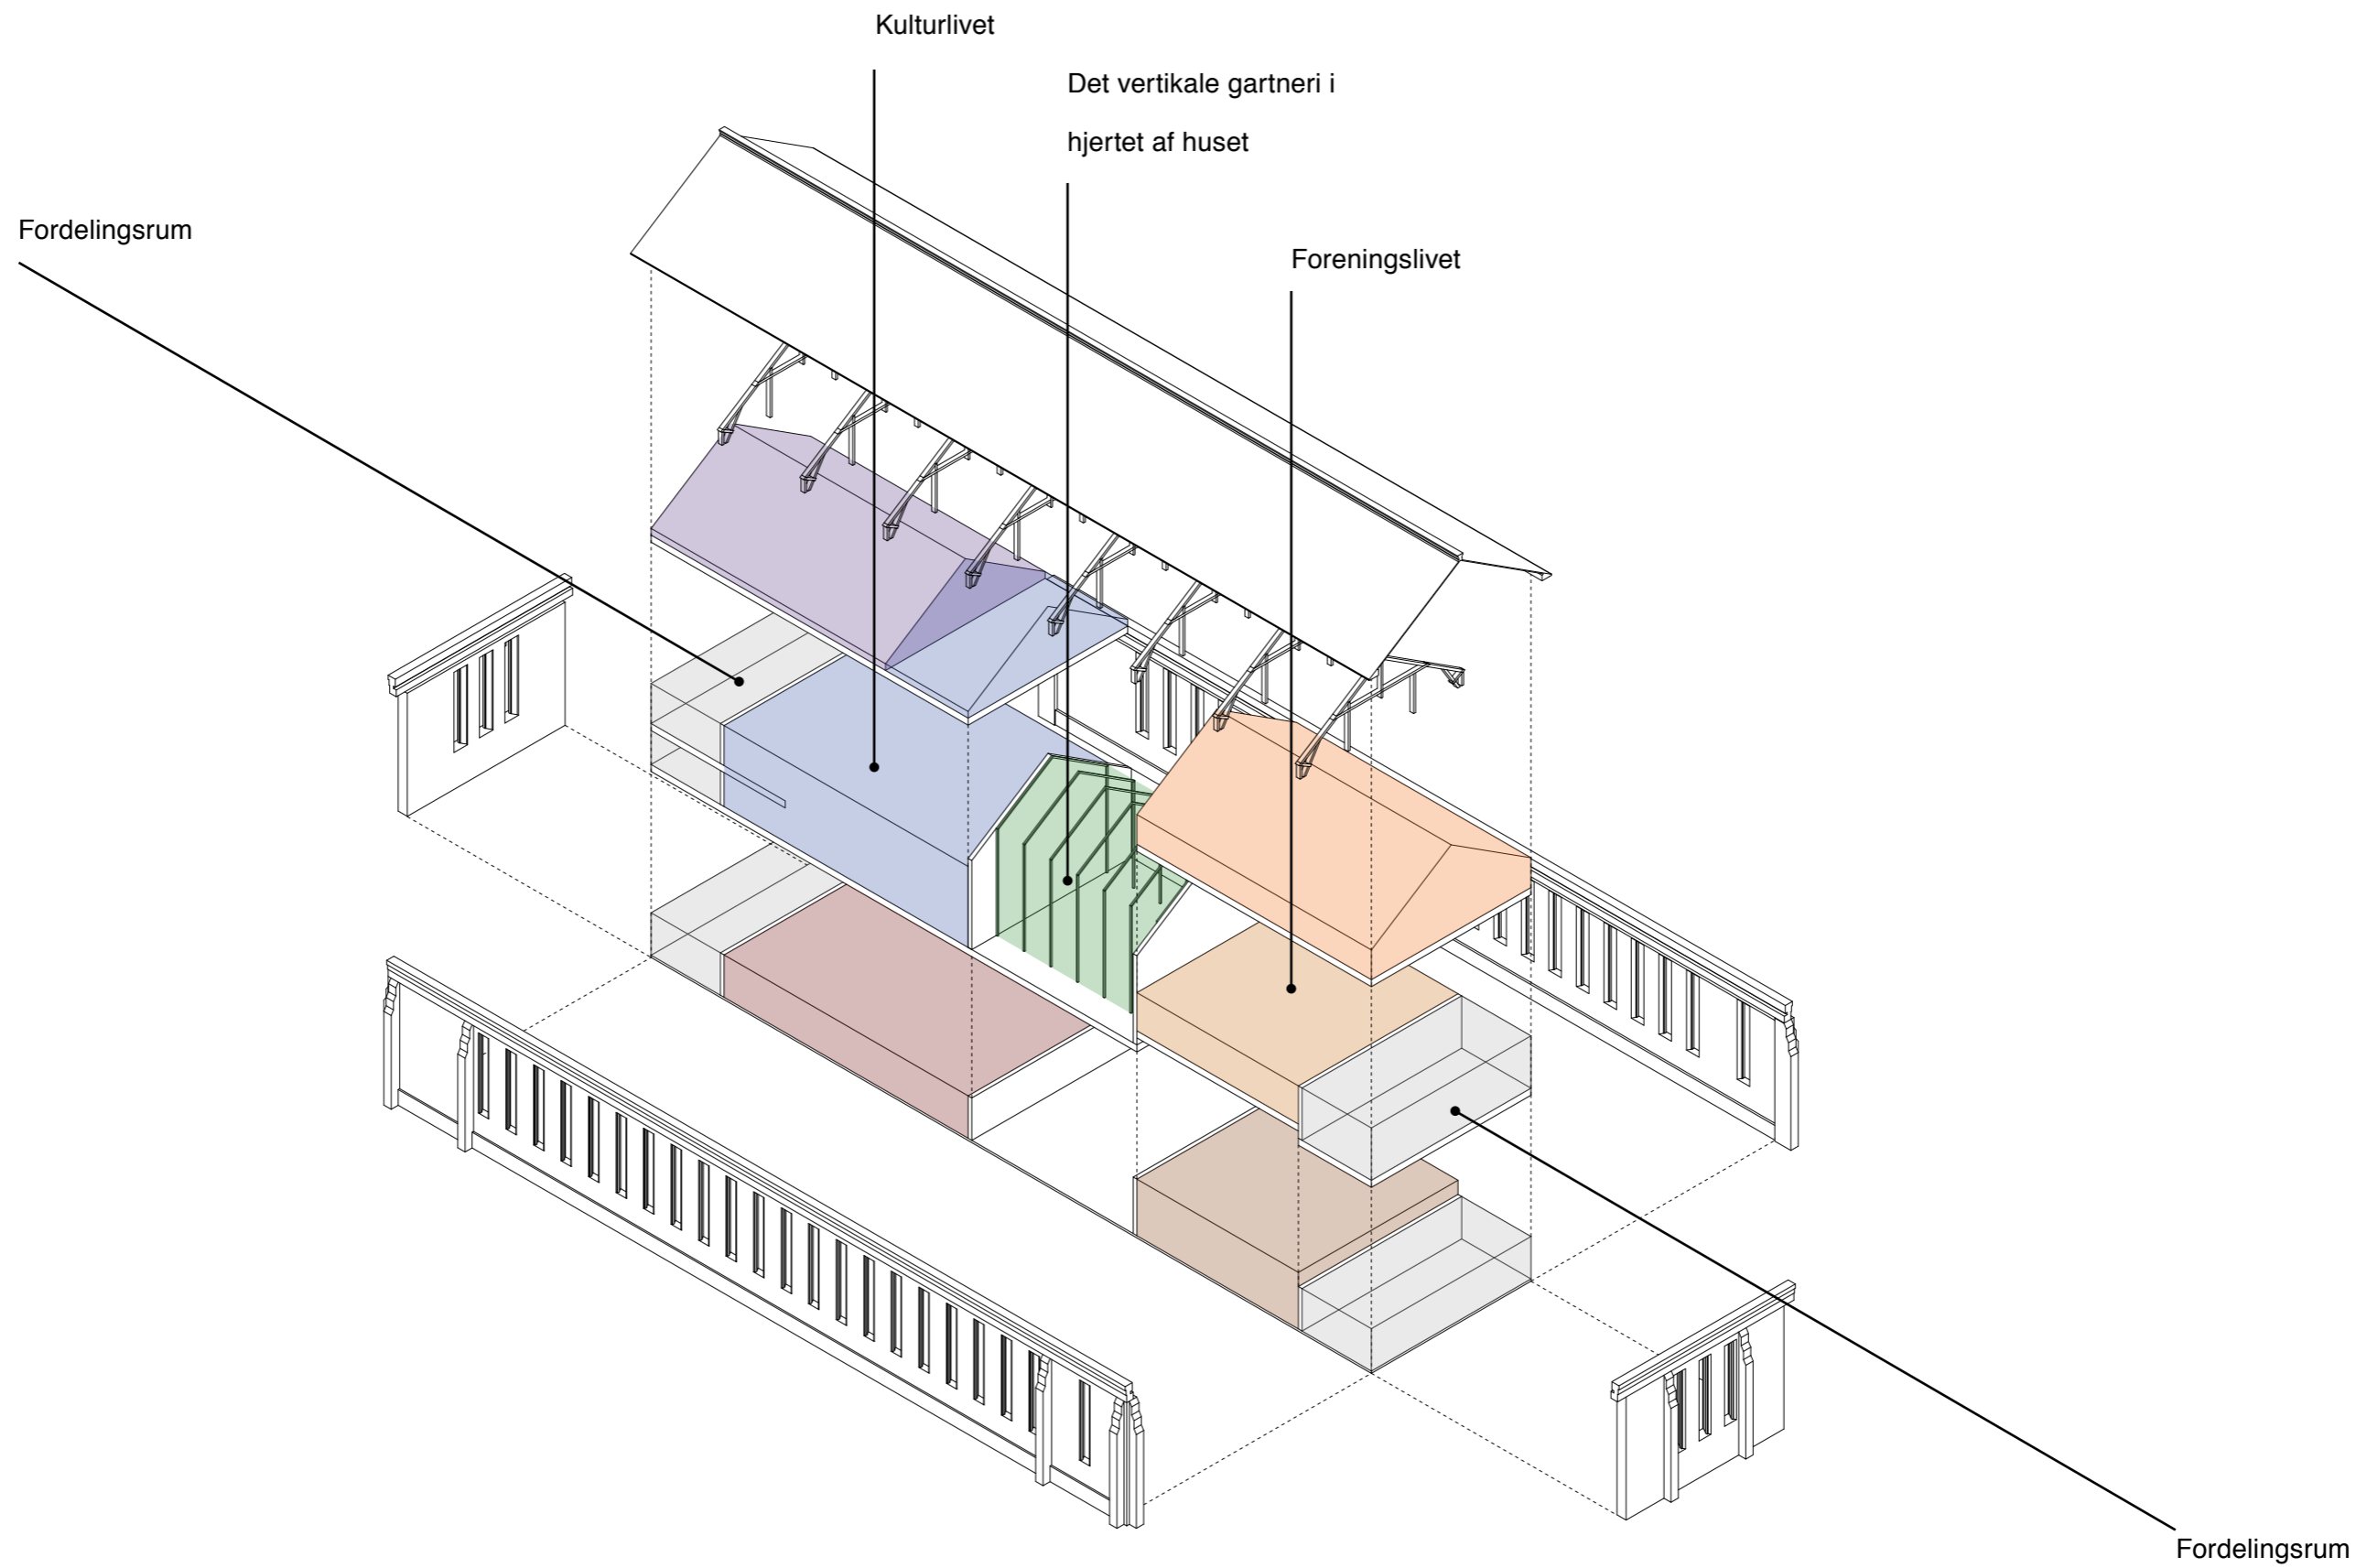 Kulturlivet
Det vertikale gartneri i
hjertet af huset
Fordelingsrum
Foreningslivet
Fordelingsrum